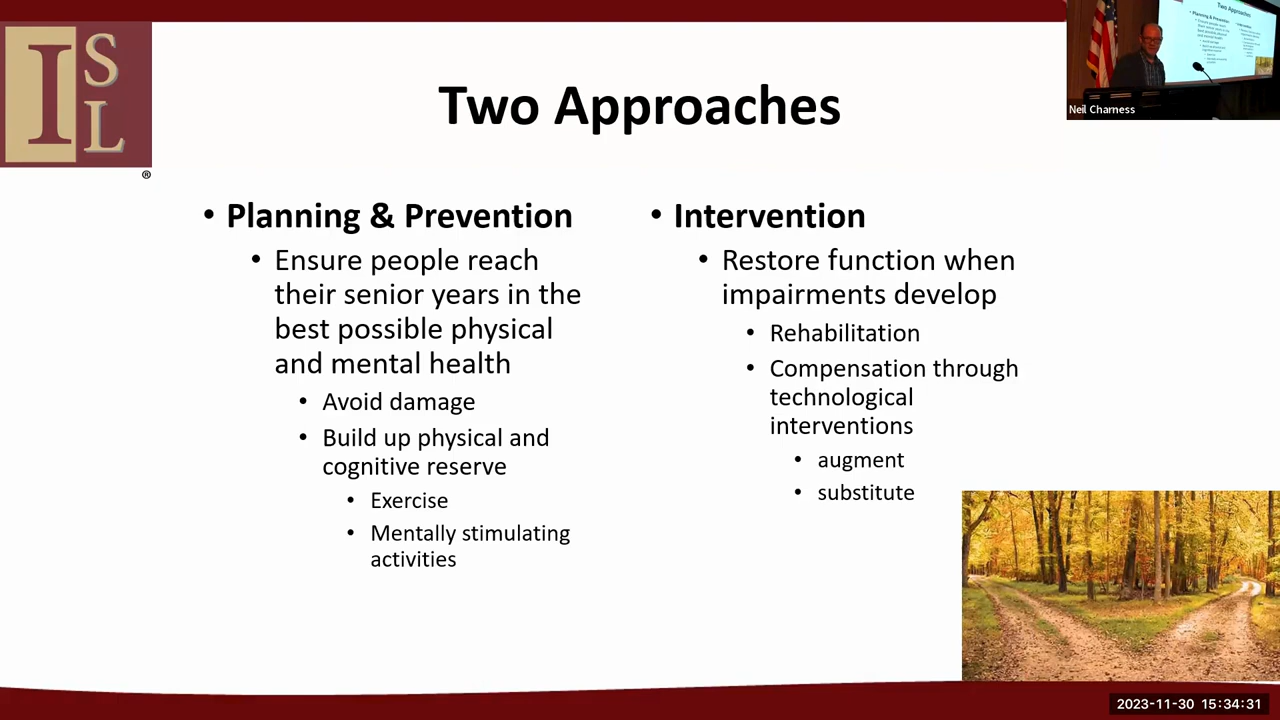 ISL
®
Two Approaches
• Planning & Prevention
• Ensure people reach
their senior years in the
best possible physical
and mental health
• Avoid damage
• Build up physical and
cognitive reserve
• Exercise
• Mentally stimulating
activities
• Intervention
• Restore function when
impairments develop
• Rehabilitation
• Compensation through
technological
interventions
• augment
• substitute
Two Approaches
Neil Charness
2023-11-30 15:34:31